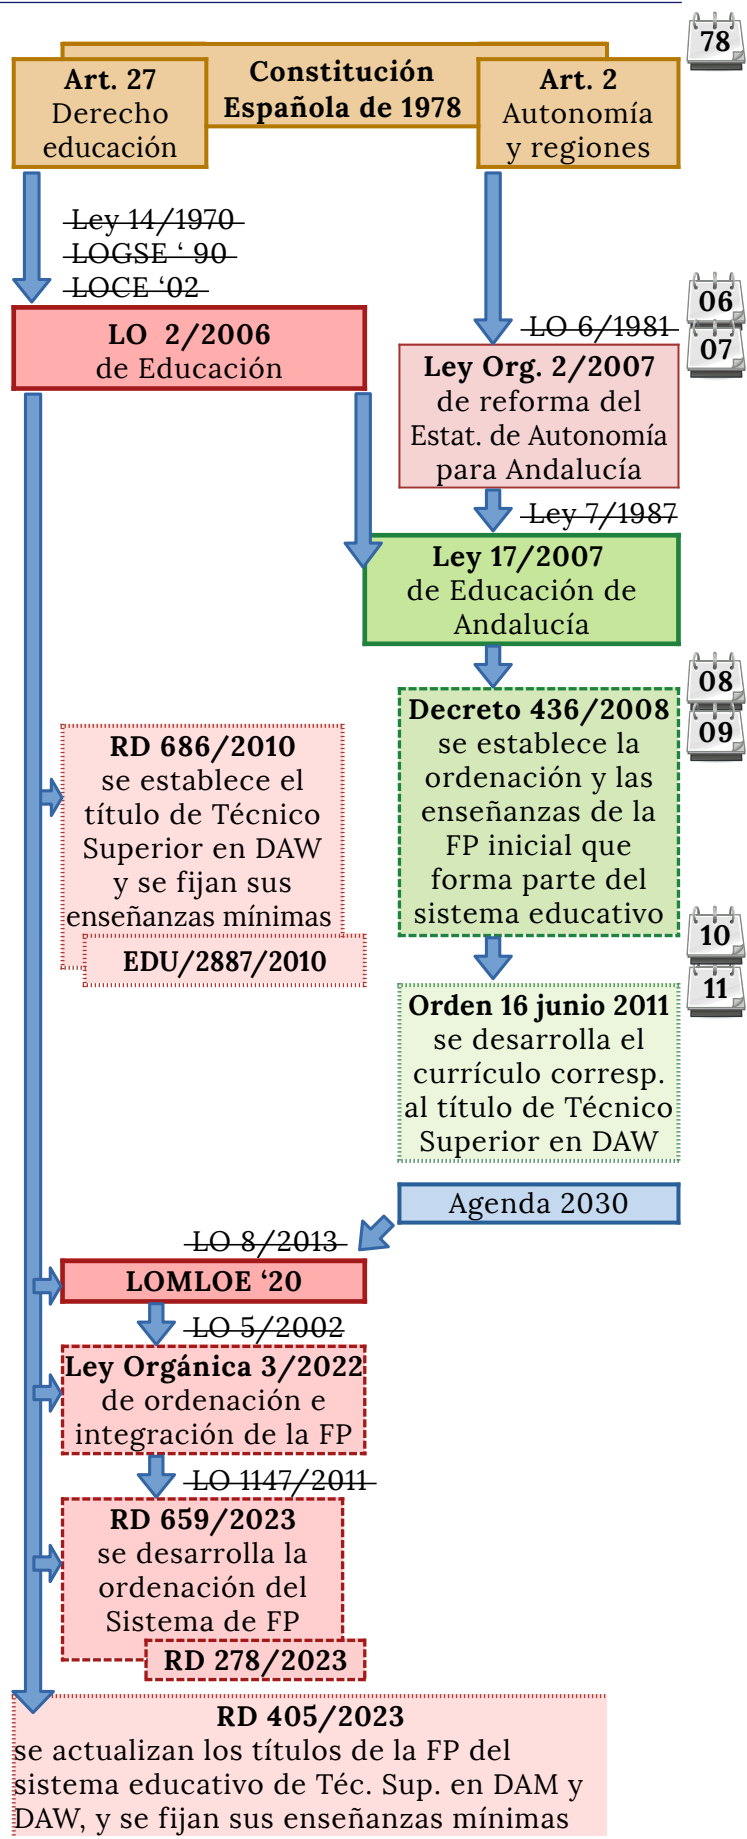 78
Constitución
Española de 1978
Art. 27
Derecho
educación
Art. 2
Autonomía
y regiones
Ley 14/1970
LOGSE ‘ 90
LOCE ‘02
LO 2/2006
de Educación
06
07
LO 6/1981
Ley Org. 2/2007
de reforma del
Estat. de Autonomía
para Andalucía
Ley 7/1987
Ley 17/2007
de Educación de
Andalucía
08
09
Decreto 436/2008
se establece la
ordenación y las
enseñanzas de la
FP inicial que
forma parte del
sistema educativo
RD 686/2010
se establece el
título de Técnico
Superior en DAW
y se fijan sus
enseñanzas mínimas
EDU/2887/2010
10
11
Orden 16 junio 2011
se desarrolla el
currículo corresp.
al título de Técnico
Superior en DAW
Agenda 2030
LO 8/2013
LOMLOE ‘20
LO 5/2002
Ley Orgánica 3/2022
de ordenación e
integración de la FP
LO 1147/2011
RD 659/2023
se desarrolla la
ordenación del
Sistema de FP
RD 278/2023
RD 405/2023
se actualizan los títulos de la FP del
sistema educativo de Téc. Sup. en DAM y
DAW, y se fijan sus enseñanzas mínimas